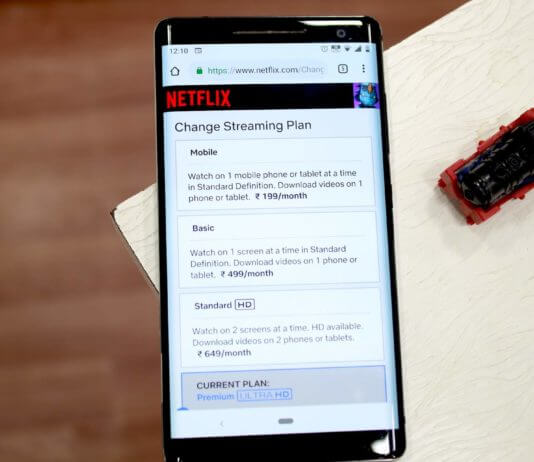 12:10
https://www.netflix.com/Chang
5
NETFLIX
Change Streaming Plan
Mobile
Watch on 1 mobile phone or tablet at a time
in Standard Definition. Download videos on 1
phone or tablet. ₹ 199/month
Basic
Watch on 1 screen at a time in Standard
Definition. Download videos on 1 phone or
tablet. ₹ 499/month
Standard HD
Watch on 2 screens at a time. HD available.
Download videos on 2 phones or tablets.
₹ 649/month
CURRENT PLAN:
Premium ULTRA HD